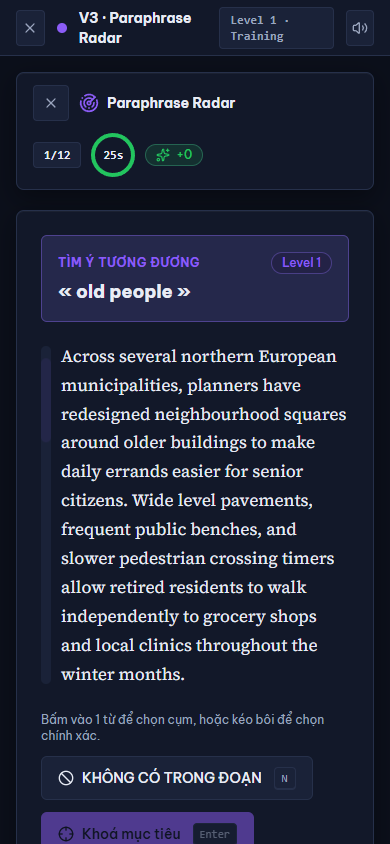 V3 · Paraphrase
Radar
Level 1 ·
Training
Paraphrase Radar
1/12
25s
+0
TÌM Ý TƯƠNG ĐƯƠNG
Level 1
« old people »
Across several northern European
municipalities, planners have
redesigned neighbourhood squares
around older buildings to make
daily errands easier for senior
citizens. Wide level pavements,
frequent public benches, and
slower pedestrian crossing timers
allow retired residents to walk
independently to grocery shops
and local clinics throughout the
winter months.
Bấm vào 1 từ để chọn cụm, hoặc kéo bôi để chọn
chính xác.
KHÔNG CÓ TRONG ĐOẠN N
Khoá mục tiêu Enter